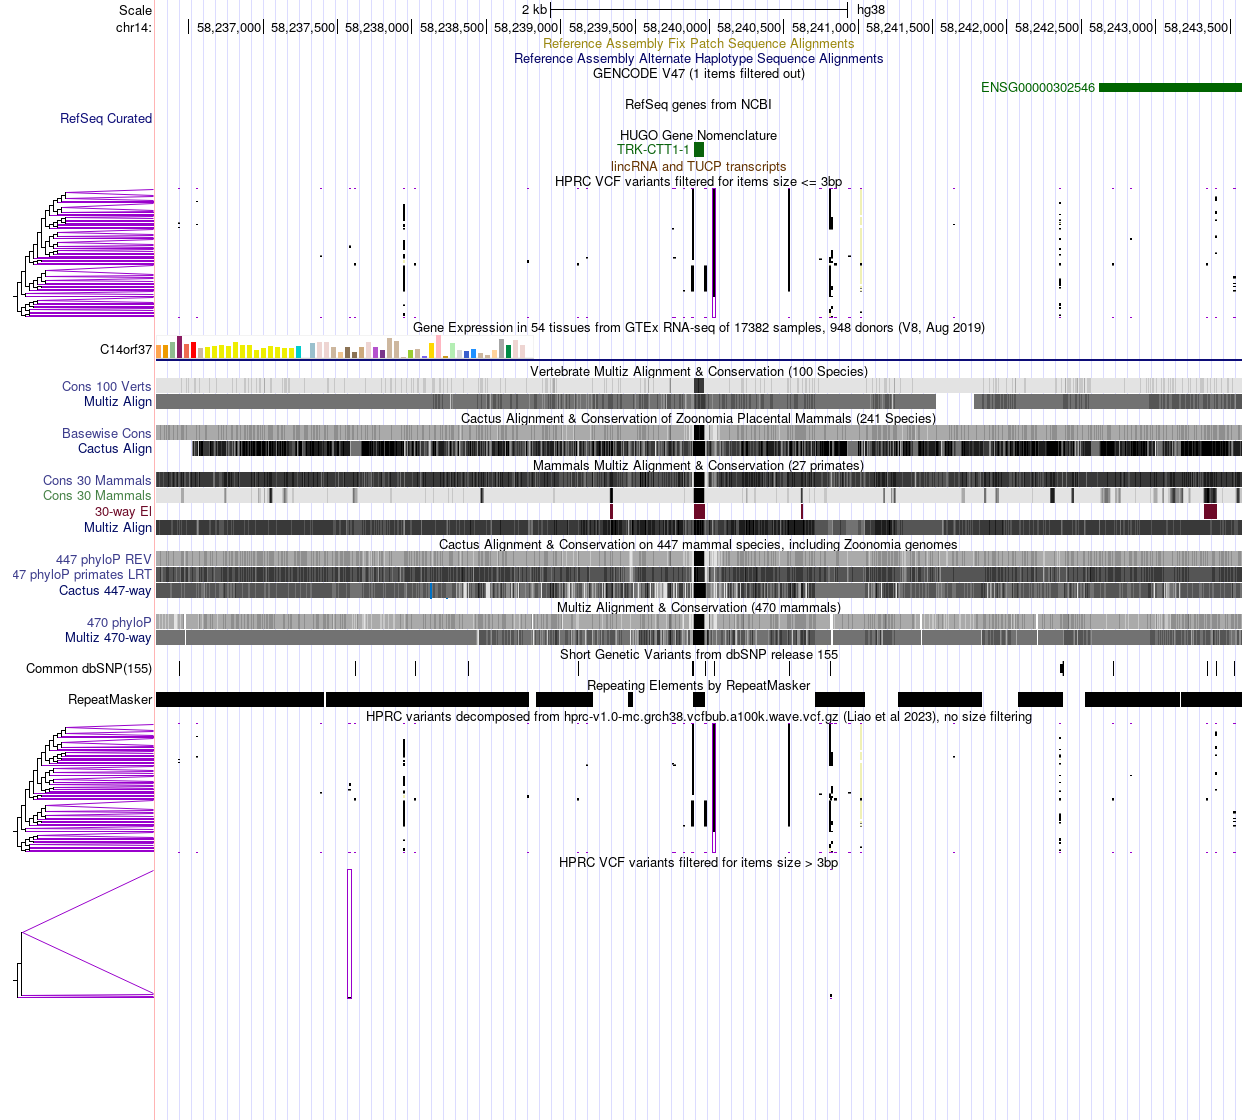 Scale 2 kb hg38
chr14: 58,237,000 58,237,500 58,238,000 58,238,500 58,239,000 58,239,500 58,240,000 58,240,500 58,241,000 58,241,500 58,242,000 58,242,500 58,243,000 58,243,500
Reference Assembly Fix Patch Sequence Alignments
Reference Assembly Alternate Haplotype Sequence Alignments
GENCODE V47 (1 items filtered out)
ENSG00000302546
RefSeq genes from NCBI
RefSeq Curated
HUGO Gene Nomenclature
TRK-CTT1-1
lincRNA and TUCP transcripts
HPRC VCF variants filtered for items size <= 3bp
Gene Expression in 54 tissues from GTEx RNA-seq of 17382 samples, 948 donors (V8, Aug 2019)
C14orf37
Vertebrate Multiz Alignment & Conservation (100 Species)
Cons 100 Verts
Multiz Align
Cactus Alignment & Conservation of Zoonomia Placental Mammals (241 Species)
Basewise Cons
Cactus Align
Mammals Multiz Alignment & Conservation (27 primates)
Cons 30 Mammals
Cons 30 Mammals
30-way El
Multiz Align
Cactus Alignment & Conservation on 447 mammal species, including Zoonomia genomes
447 phyloP REV
47 phyloP primates LRT
Cactus 447-way
Multiz Alignment & Conservation (470 mammals)
470 phyloP
Multiz 470-way
Short Genetic Variants from dbSNP release 155
Common dbSNP(155)
Repeating Elements by RepeatMasker
RepeatMasker
HPRC variants decomposed from hprc-v1.0-mc.grch38.vcfbub.a100k.wave.vcf.gz (Liao et al 2023), no size filtering
HPRC VCF variants filtered for items size > 3bp